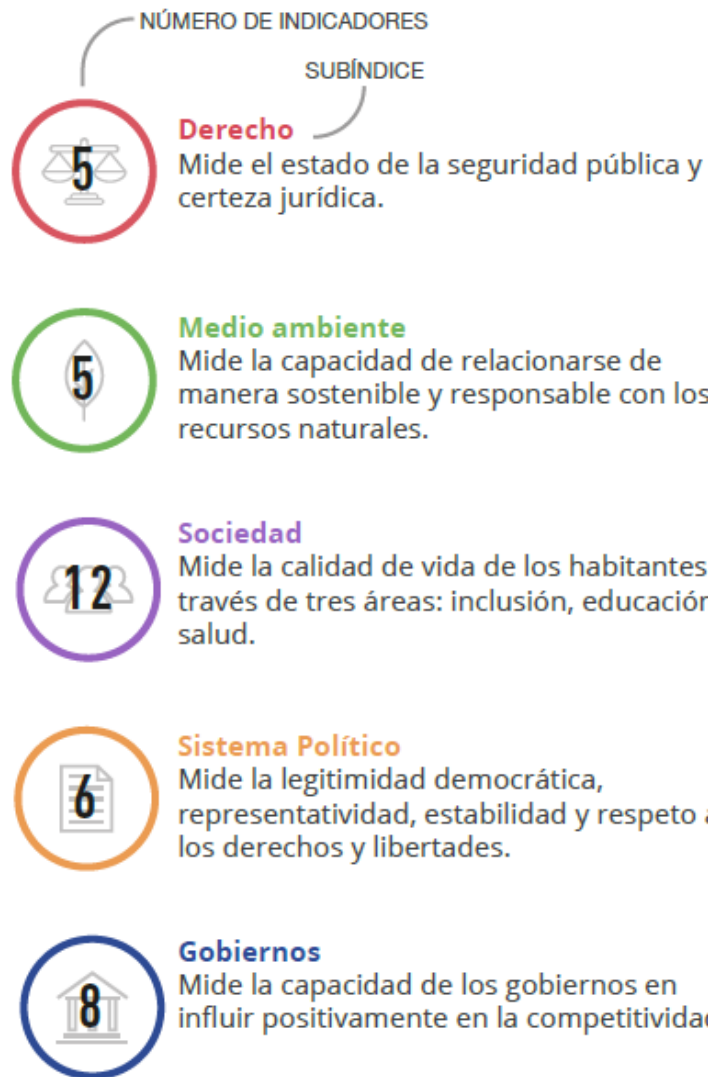 NÚMERO DE INDICADORES
SUBÍNDICE
5
Derecho
Mide el estado de la seguridad pública y
certeza jurídica.
5
Medio ambiente
Mide la capacidad de relacionarse de
manera sostenible y responsable con los
recursos naturales.
12
Sociedad
Mide la calidad de vida de los habitantes
través de tres áreas: inclusión, educación
salud.
6
Sistema Político
Mide la legitimidad democrática,
representatividad, estabilidad y respeto a
los derechos y libertades.
8
Gobiernos
Mide la capacidad de los gobiernos en
influir positivamente en la competitividad